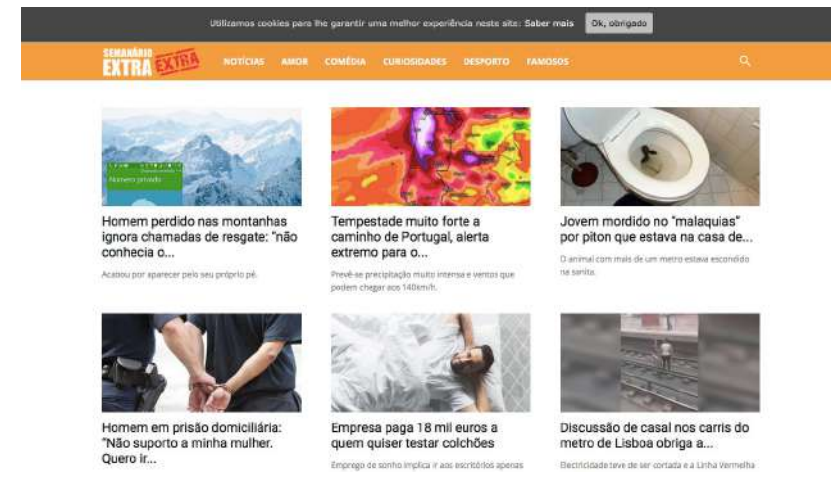 Utilizamos cookies para lhe garantir uma melhor experiência neste site: Saber mais Ok, obrigado
SEMANÁRIO
EXTRA EXTRA
NOTÍCIAS AMOR COMÉDIA CURIOSIDADES DESPORTO FAMOSOS
Número privado
Homem perdido nas montanhas
ignora chamadas de resgate: "não
conhecia o...
Acabou por aparecer pelo seu próprio pé.
Tempestade muito forte a
caminho de Portugal, alerta
extremo para o...
Prevê-se precipitação muito intensa e ventos que
podem chegar aos 140km/h.
Jovem mordido no "malaquias"
por piton que estava na casa de...
O animal com mais de um metro estava escondido
na sanita.
Homem em prisão domiciliária:
"Não suporto a minha mulher.
Quero ir...
Empresa paga 18 mil euros a
quem quiser testar colchões
Emprego de sonho implica ir aos escritórios apenas
Discussão de casal nos carris do
metro de Lisboa obriga a...
Electricidade teve de ser cortada e a Linha Vermelha